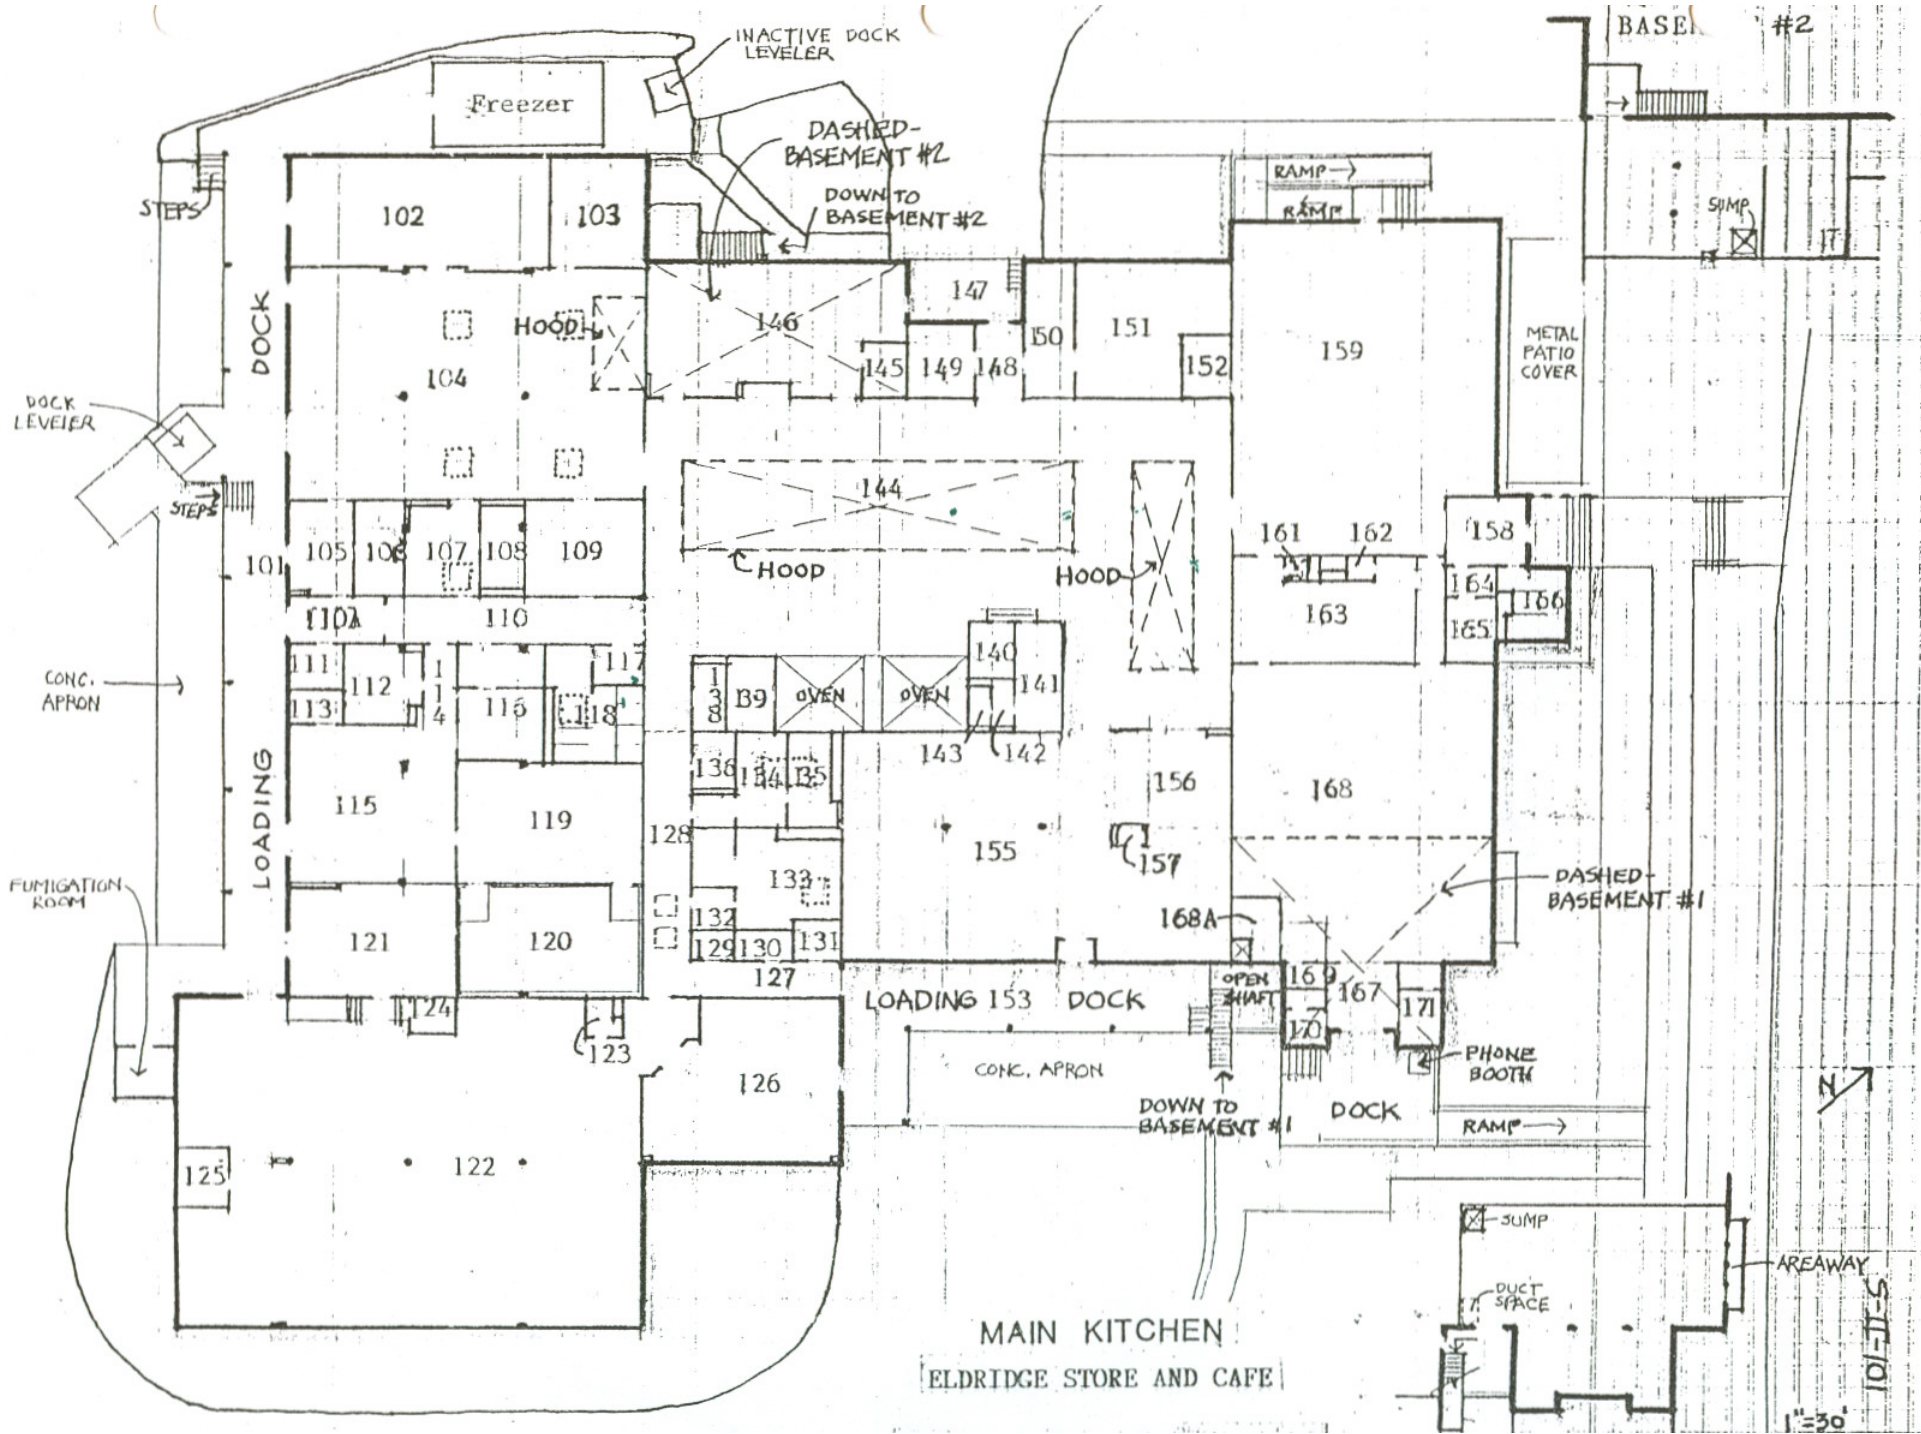 INACTIVE DOCK
LEVELER
#2
Freezer
DASHED-
BASEMENT #2
STEPS
DOWN TO
BASEMENT #2
RAMP
RAMP
SUMP
17
102
103
DOCK
HOOD
146
147
150
151
159
METAL
PATIO
COVER
104
145
149
148
152
DOCK
LEVELER
STEPS
144
HOOD
HOOD
101
105
106
107
108
109
161
162
158
110A
110
163
164
165
166
111
112
113
114
116
117
118
138
139
OVEN
OVEN
140
141
143
142
CONC.
APRON
LOADING
115
119
128
136
134
135
155
156
157
168
133
132
129
130
131
127
168A
DASHED-
BASEMENT #1
FUMIGATION
ROOM
121
120
124
123
LOADING 153 DOCK
OPEN
SHAFT
169
167
170
171
CONC. APRON
PHONE
BOOTH
DOWN TO
BASEMENT #1
DOCK
RAMP
N
126
125
122
SUMP
DUCT
SPACE
AREAWAY
MAIN KITCHEN
ELDRIDGE STORE AND CAFE
101-11-S
1"=30'